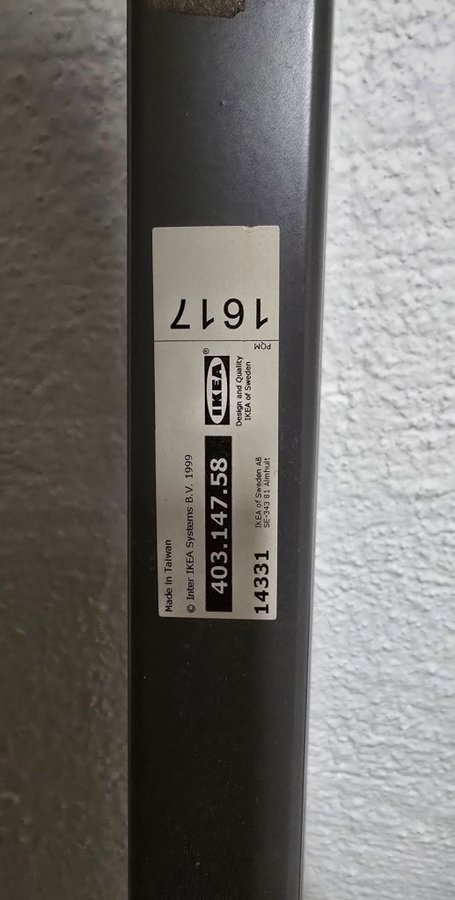 Made in Taiwan
© Inter IKEA Systems B.V. 1999
403.147.58
IKEA®
Design and Quality
IKEA of Sweden
14331
IKEA of Sweden AB
SE-343 81 Älmhult
PQM
1617